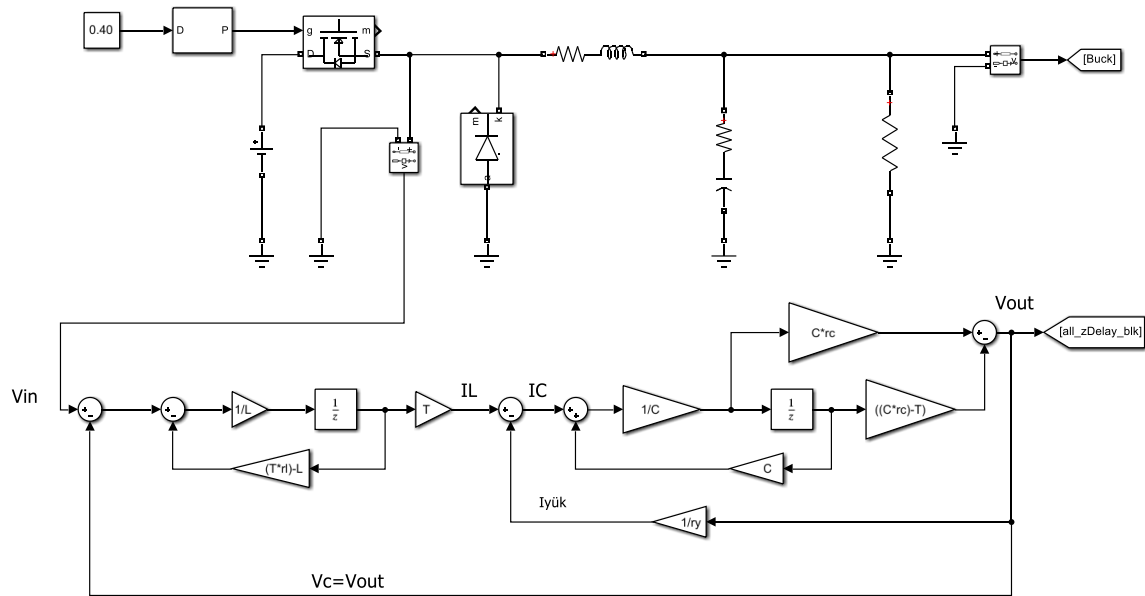 0.40
D P
g m
D S
[Buck]
- +
v
+
- v
m k
a
+
Vout
C*rc
[all_zDelay_blk]
Vin
1/L
1
z
T
IL
IC
1/C
1
z
((C*rc)-T)
(T*rl)-L
C
Iyük
1/ry
Vc=Vout